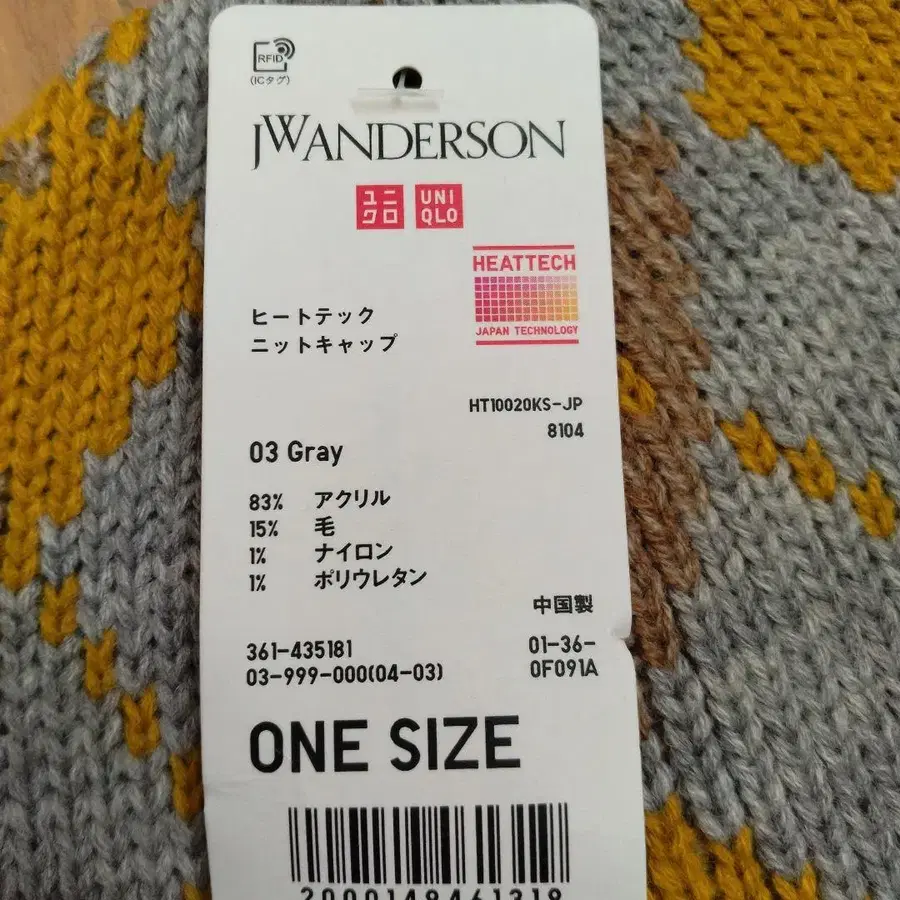 RFID
(ICタグ)
JWANDERSON
ユニクロ
UNIQLO
HEATTECH
JAPAN TECHNOLOGY
ヒートテック
ニットキャップ
HT10020KS-JP
8104
03 Gray
83% アクリル
15% 毛
1% ナイロン
1% ポリウレタン
中国製
361-435181
03-999-000(04-03)
01-36-
0F091A
ONE SIZE
2000149461319